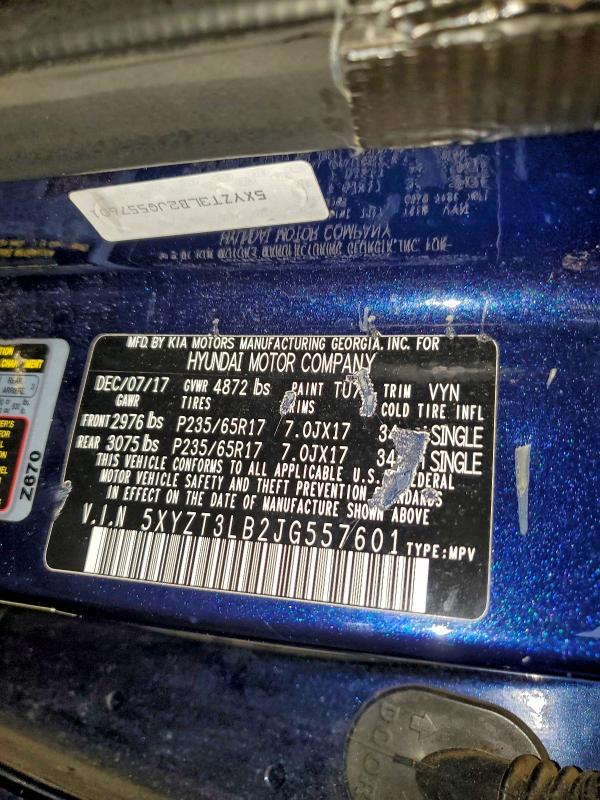 5XYZT3LB2JG557601
MFD. BY KIA MOTORS MANUFACTURING GEORGIA, INC. FOR
HYUNDAI MOTOR COMPANY
DEC/07/17 GVWR 4872 lbs PAINT TRIM VYN
GAWR TIRES RIMS COLD TIRE INFL
FRONT 2976 lbs P235/65R17 7.0JX17 SINGLE
REAR 3075 lbs P235/65R17 7.0JX17 SINGLE
THIS VEHICLE CONFORMS TO ALL APPLICABLE U.S. FEDERAL
MOTOR VEHICLE SAFETY AND THEFT PREVENTION STANDARDS
IN EFFECT ON THE DATE OF MANUFACTURE SHOWN ABOVE
V.I.N 5XYZT3LB2JG557601 TYPE:MPV
Z670
DOOR